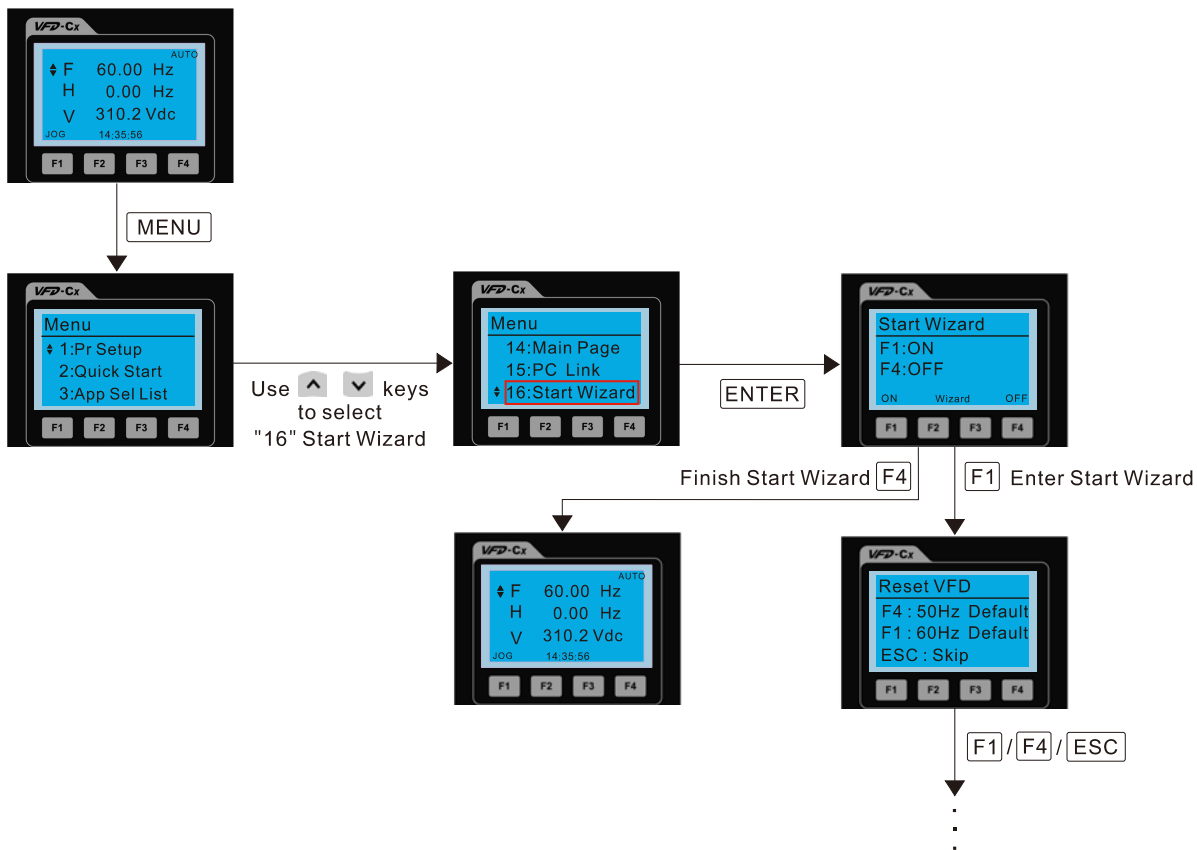 VFD-Cx
AUTO
F 60.00 Hz
H 0.00 Hz
V 310.2 Vdc
JOG 14;35;56
F1 F2 F3 F4
MENU
VFD-Cx
Menu
1:Pr Setup
2:Quick Start
3:App Sel List
F1 F2 F3 F4
Use keys
to select
"16" Start Wizard
VFD-Cx
Menu
14:Main Page
15:PC Link
16:Start Wizard
F1 F2 F3 F4
ENTER
VFD-Cx
Start Wizard
F1:ON
F4:OFF
ON Wizard OFF
F1 F2 F3 F4
Finish Start Wizard F4
F1 Enter Start Wizard
VFD-Cx
AUTO
F 60.00 Hz
H 0.00 Hz
V 310.2 Vdc
JOG 14;35;56
F1 F2 F3 F4
VFD-Cx
Reset VFD
F4 : 50Hz Default
F1 : 60Hz Default
ESC : Skip
F1 F2 F3 F4
F1 / F4 / ESC